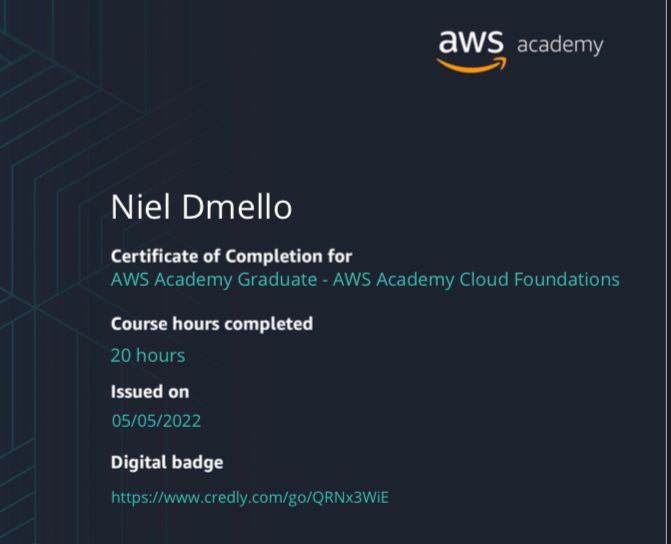 aws academy
Niel Dmello
Certificate of Completion for
AWS Academy Graduate - AWS Academy Cloud Foundations
Course hours completed
20 hours
Issued on
05/05/2022
Digital badge
https://www.credly.com/go/QRNx3WiE